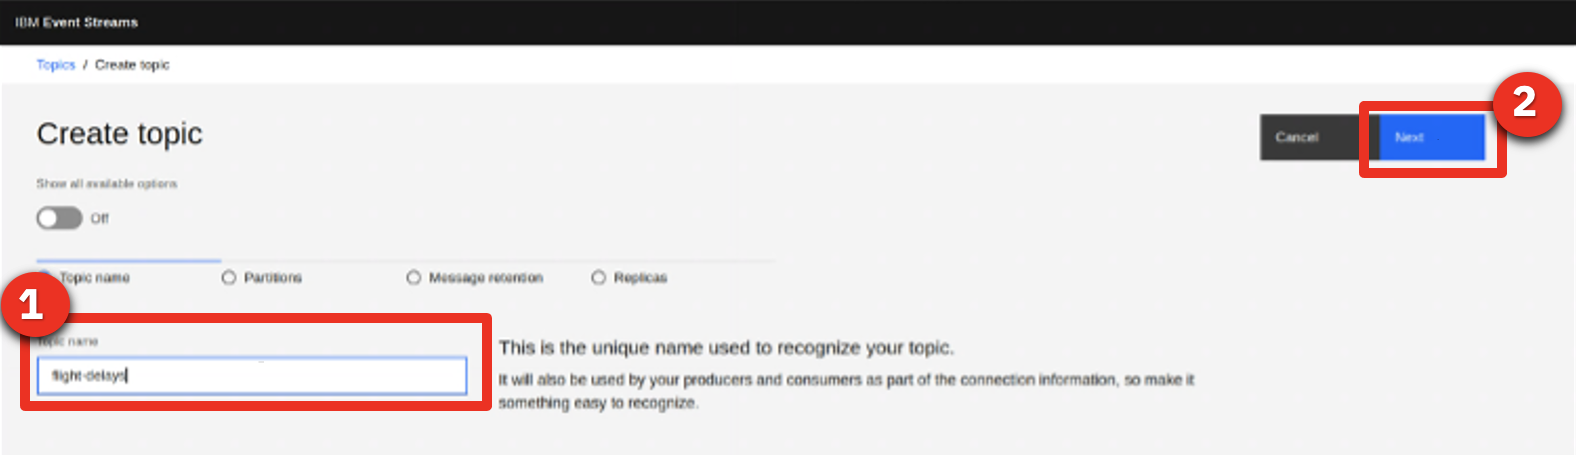 IBM Event Streams
Topics / Create topic
Create topic
Cancel
Next
2
Show all available options
Off
Topic name
Partitions
Message retention
Replicas
1
Topic name
flight-delays
This is the unique name used to recognize your topic.
It will also be used by your producers and consumers as part of the connection information, so make it
something easy to recognize.